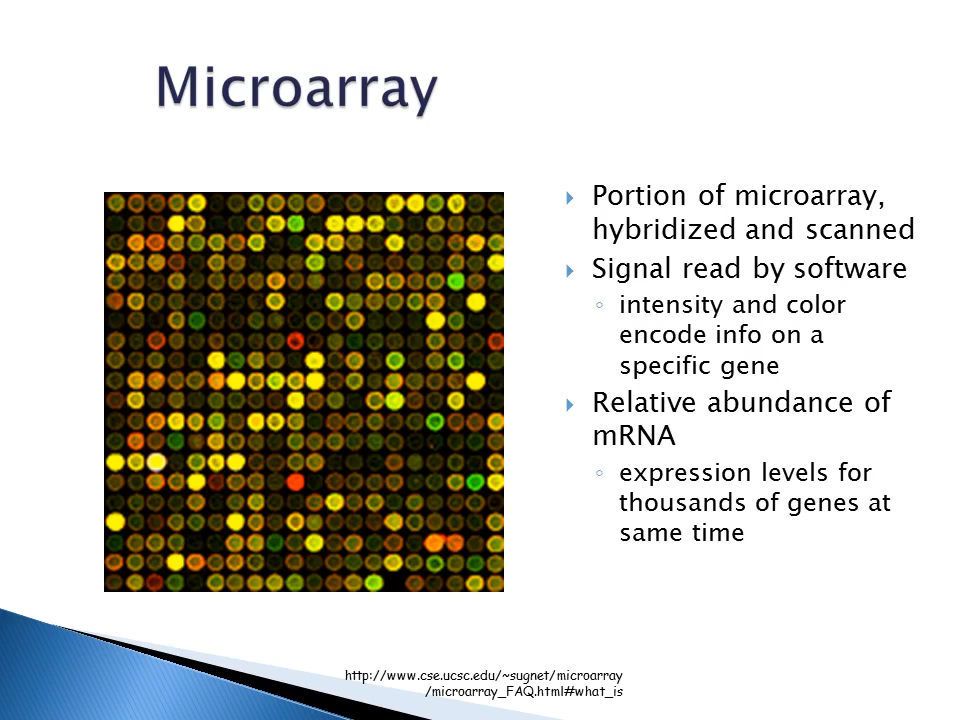 Microarray
Portion of microarray,
hybridized and scanned
Signal read by software
intensity and color
encode info on a
specific gene
Relative abundance of
mRNA
expression levels for
thousands of genes at
same time
http://www.cse.ucsc.edu/~sugnet/microarray
/microarray_FAQ.html#what_is